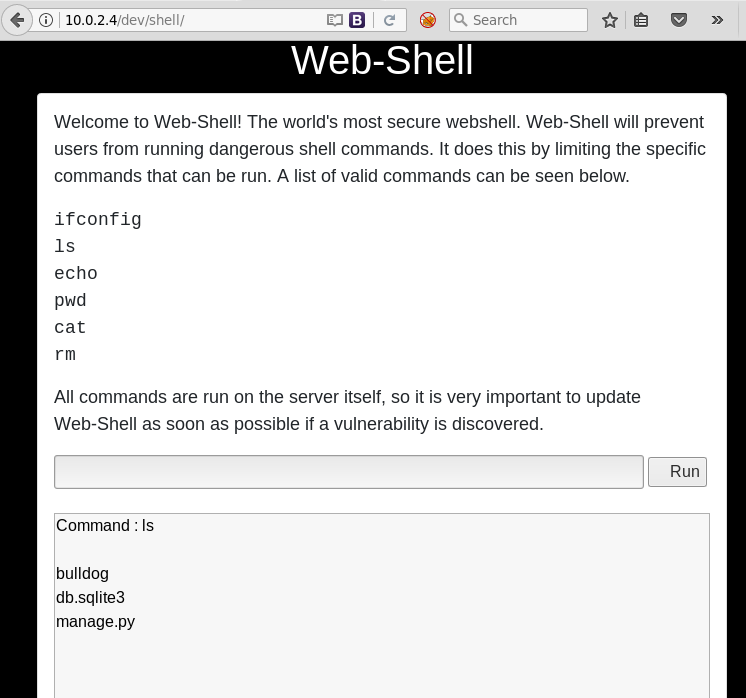 10.0.2.4/dev/shell/
B
Search
Web-Shell
Welcome to Web-Shell! The world's most secure webshell. Web-Shell will prevent
users from running dangerous shell commands. It does this by limiting the specific
commands that can be run. A list of valid commands can be seen below.
ifconfig
ls
echo
pwd
cat
rm
All commands are run on the server itself, so it is very important to update
Web-Shell as soon as possible if a vulnerability is discovered.
Run
Command : ls
bulldog
db.sqlite3
manage.py